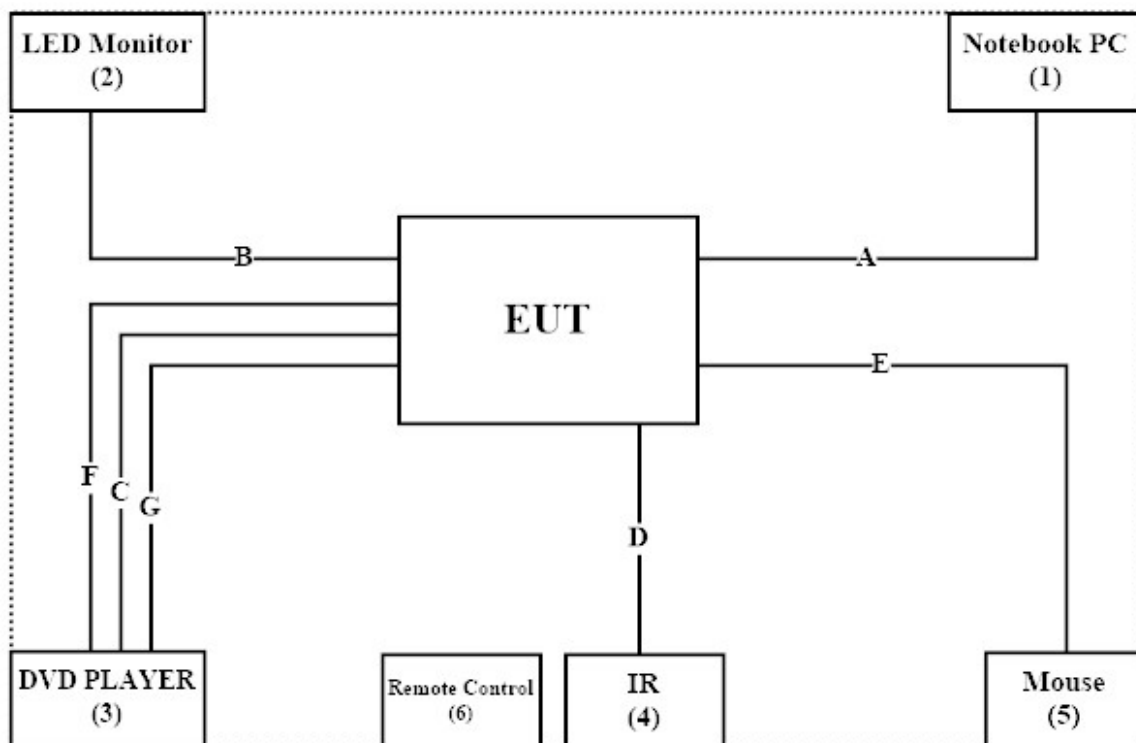 LED Monitor
(2)
Notebook PC
(1)
B
A
EUT
E
F
C
G
D
DVD PLAYER
(3)
Remote Control
(6)
IR
(4)
Mouse
(5)